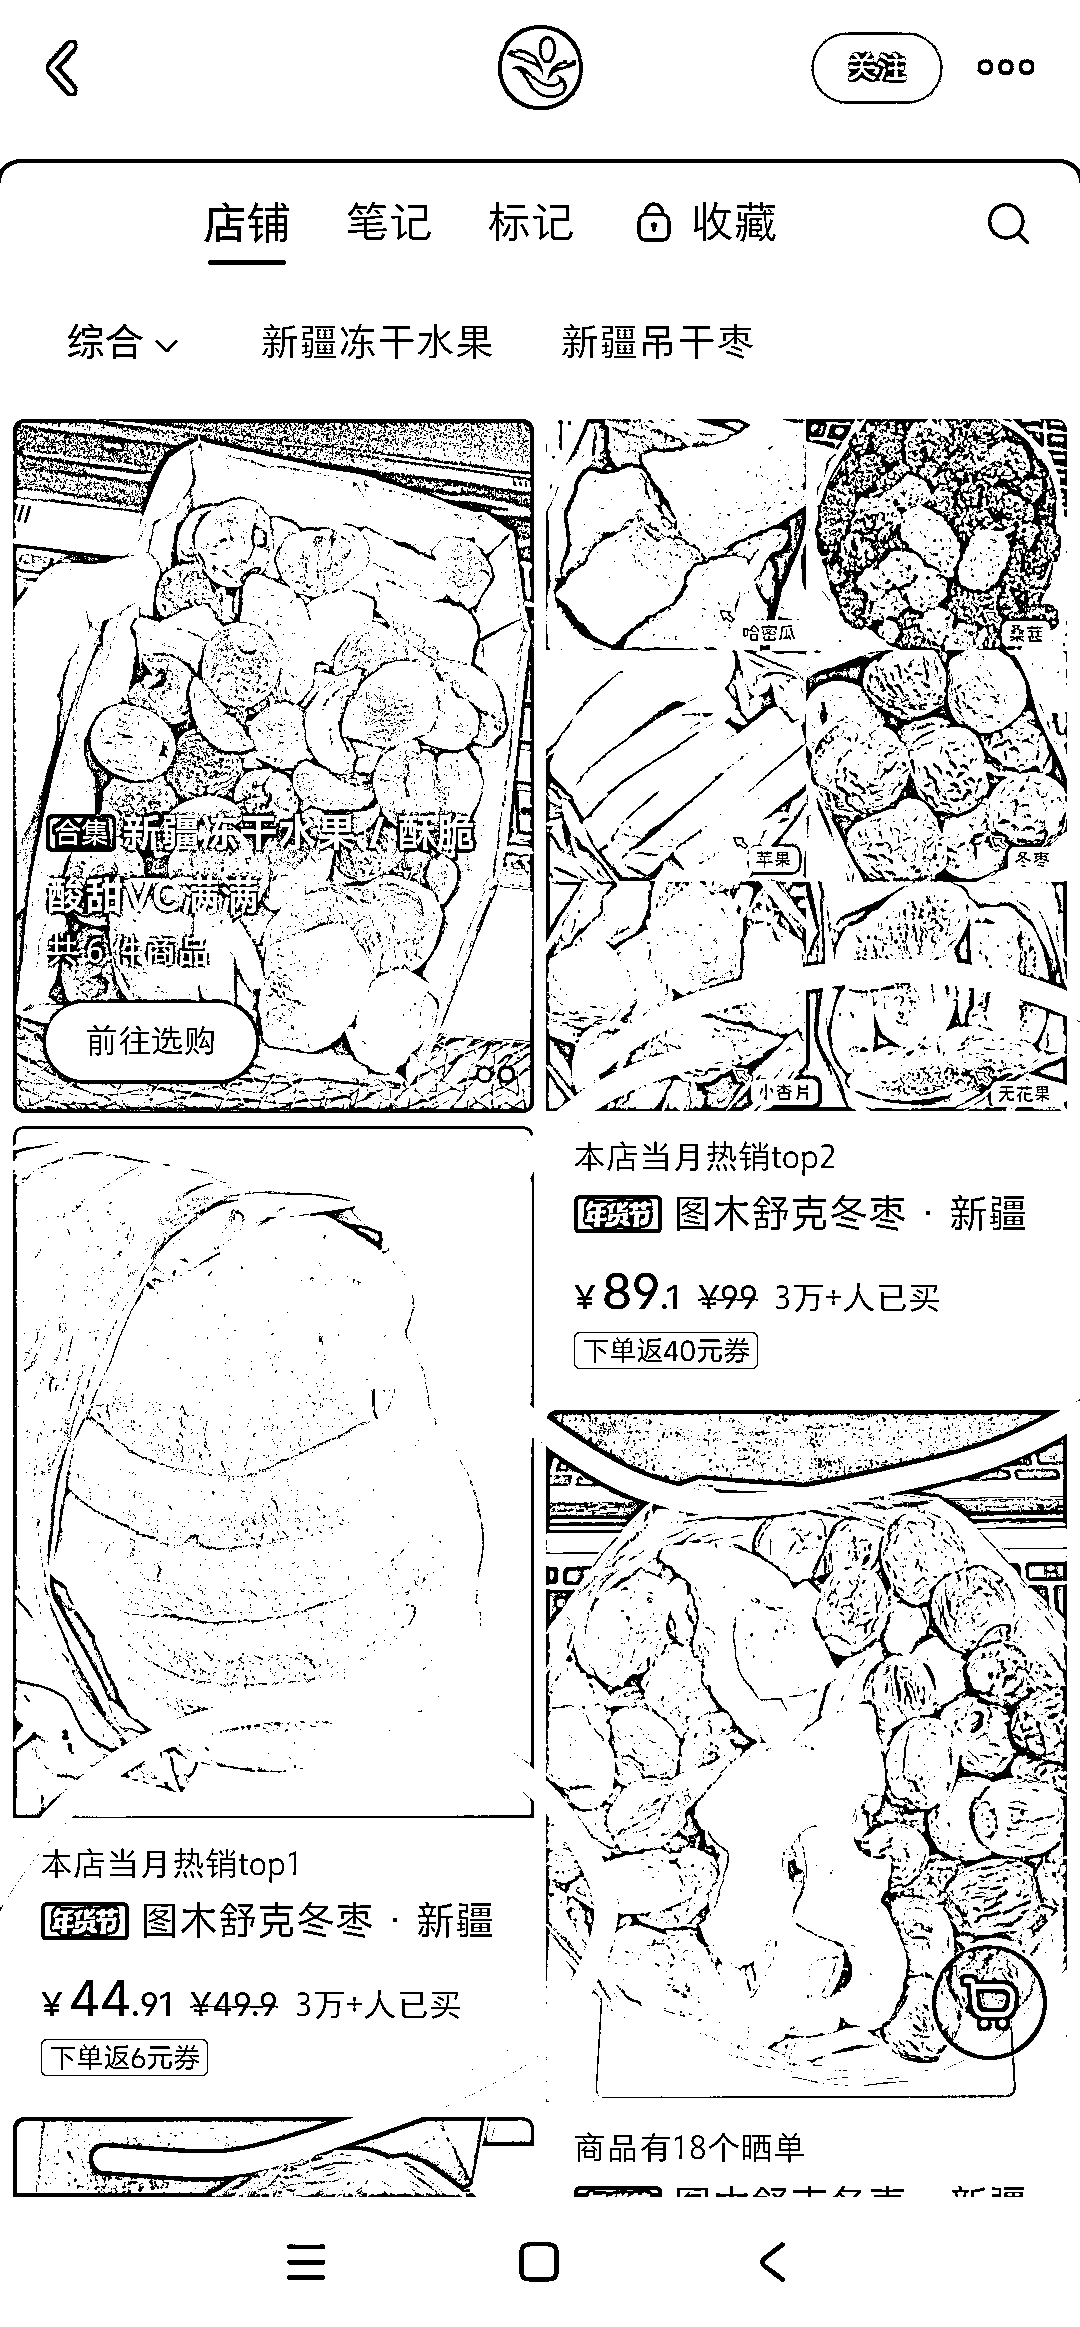 关注
店铺 笔记 标记 收藏
综合 新疆冻干水果 新疆吊干枣
合集 新疆冻干水果 / 酥脆
酸甜VC满满
共6件商品
前往选购
哈密瓜
桑葚
苹果
冬枣
小杏片
无花果
本店当月热销top2
年货节 图木舒克冬枣 · 新疆
¥89.1 ¥99 3万+人已买
下单返40元券
本店当月热销top1
年货节 图木舒克冬枣 · 新疆
¥44.91 ¥49.9 3万+人已买
下单返6元券
商品有18个晒单